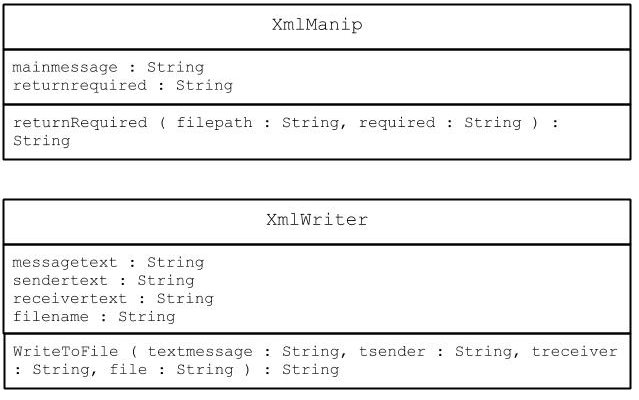 XmlManip
mainmessage : String
returnrequired : String
returnRequired ( filepath : String, required : String ) :
String
XmlWriter
messagetext : String
sendertext : String
receivertext : String
filename : String
WriteToFile ( textmessage : String, tsender : String, treceiver
: String, file : String ) : String